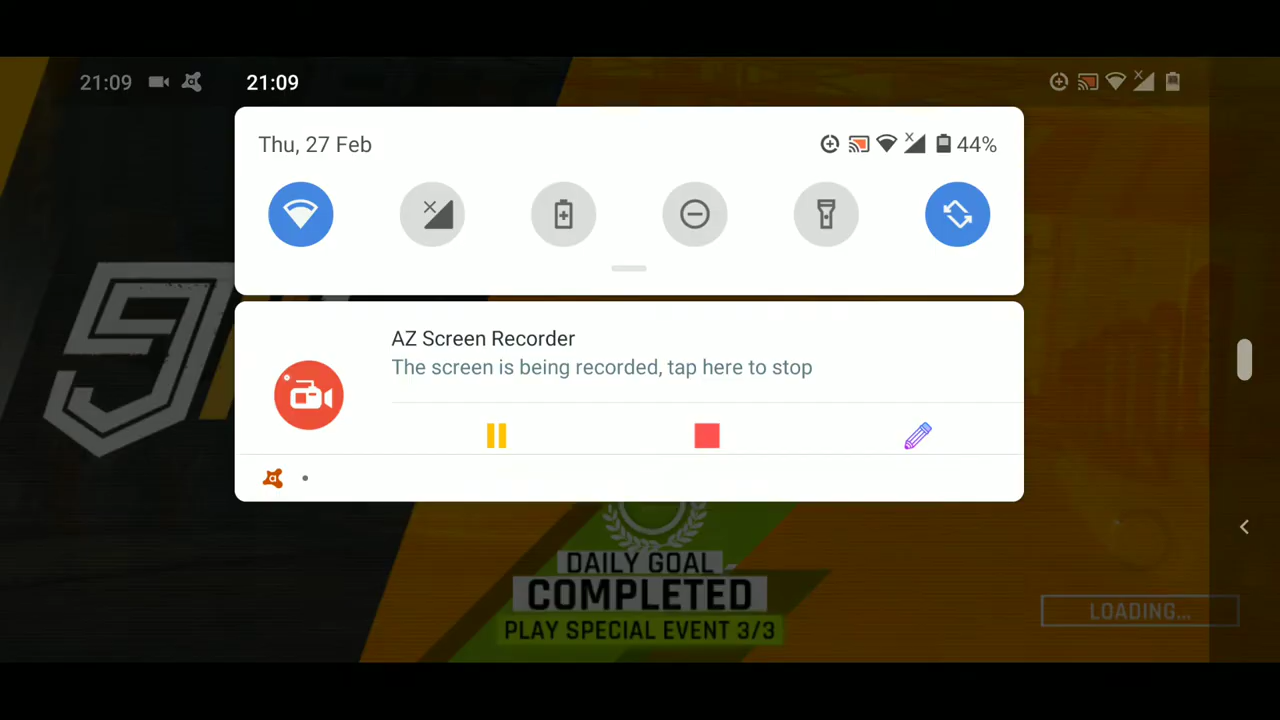 21:09
21:09
Thu, 27 Feb
44%
AZ Screen Recorder
The screen is being recorded, tap here to stop
DAILY GOAL
COMPLETED
PLAY SPECIAL EVENT 3/3
LOADING...